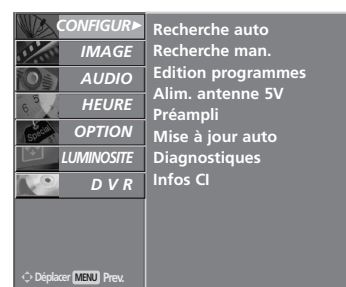 CONFIGUR►
IMAGE
AUDIO
HEURE
OPTION
LUMINOSITE
D V R
Recherche auto
Recherche man.
Edition programmes
Alim. antenne 5V
Préampli
Mise à jour auto
Diagnostiques
Infos CI
Déplacer MENU Prev.